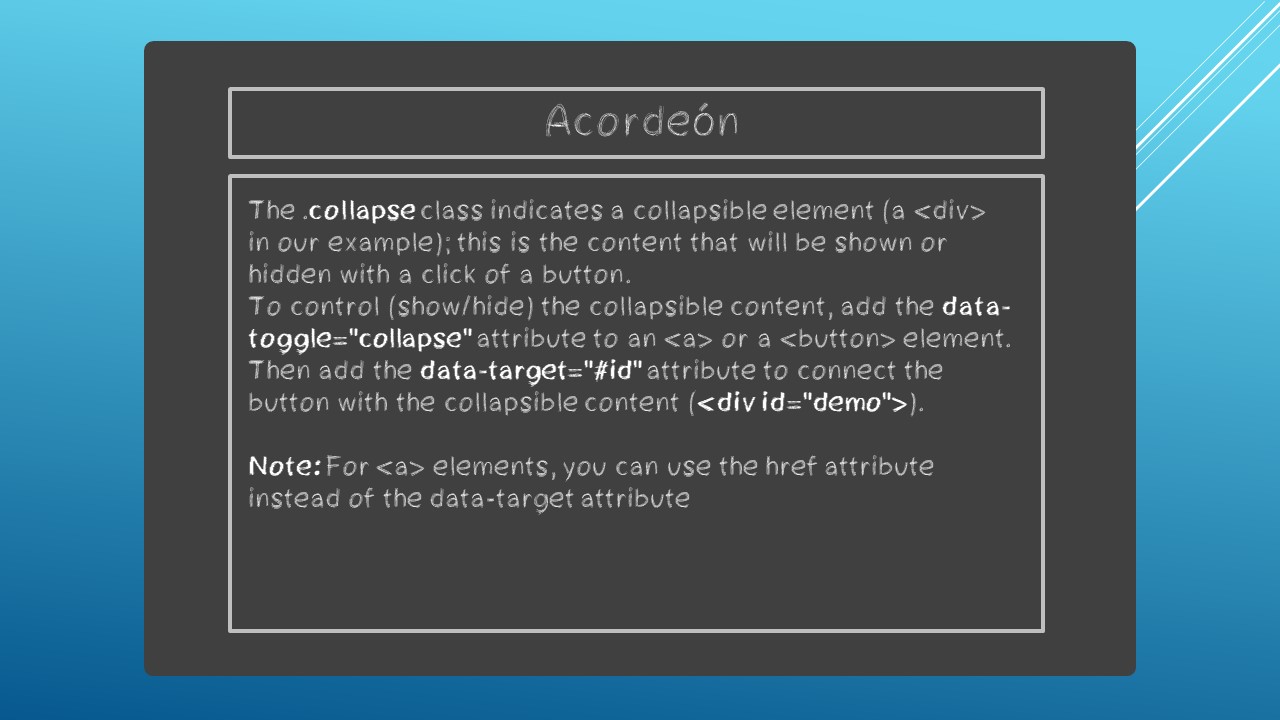 Acordeón
The .collapse class indicates a collapsible element (a <div>
in our example); this is the content that will be shown or
hidden with a click of a button.
To control (show/hide) the collapsible content, add the data-
toggle="collapse" attribute to an <a> or a <button> element.
Then add the data-target="#id" attribute to connect the
button with the collapsible content (<div id="demo">).
Note: For <a> elements, you can use the href attribute
instead of the data-target attribute